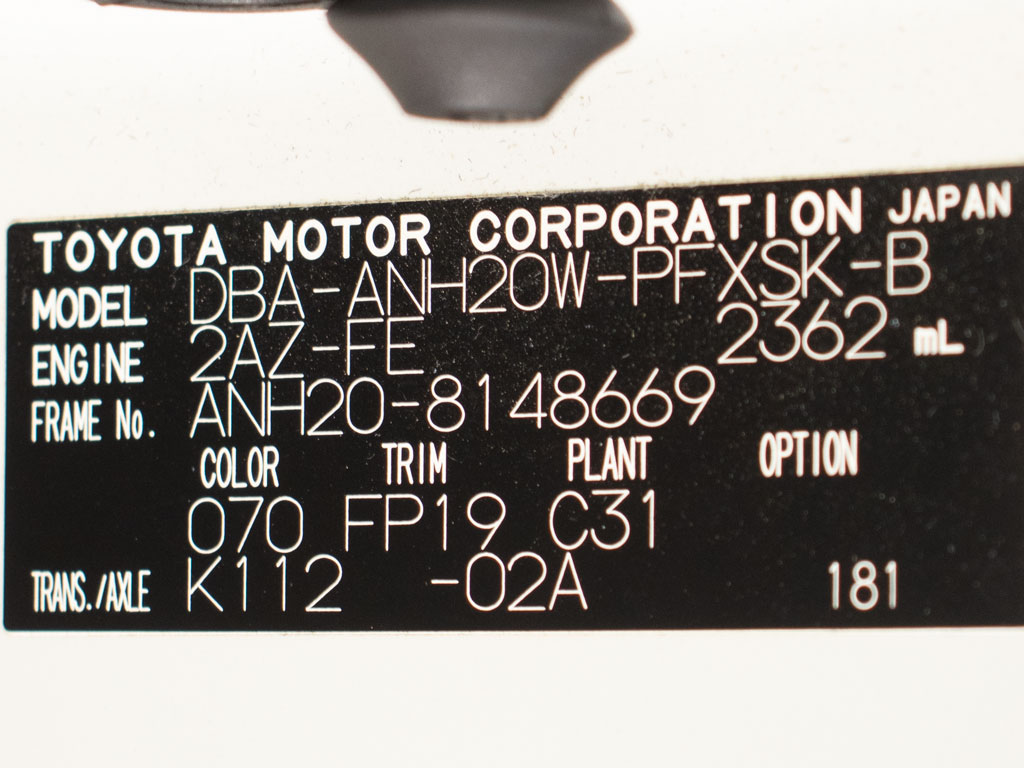 TOYOTA MOTOR CORPORATION JAPAN
MODEL DBA-ANH20W-PFXSK-B
ENGINE 2AZ-FE 2362 mL
FRAME No. ANH20-8148669
COLOR TRIM PLANT OPTION
070 FP19 C31
TRANS./AXLE K112 -02A 181